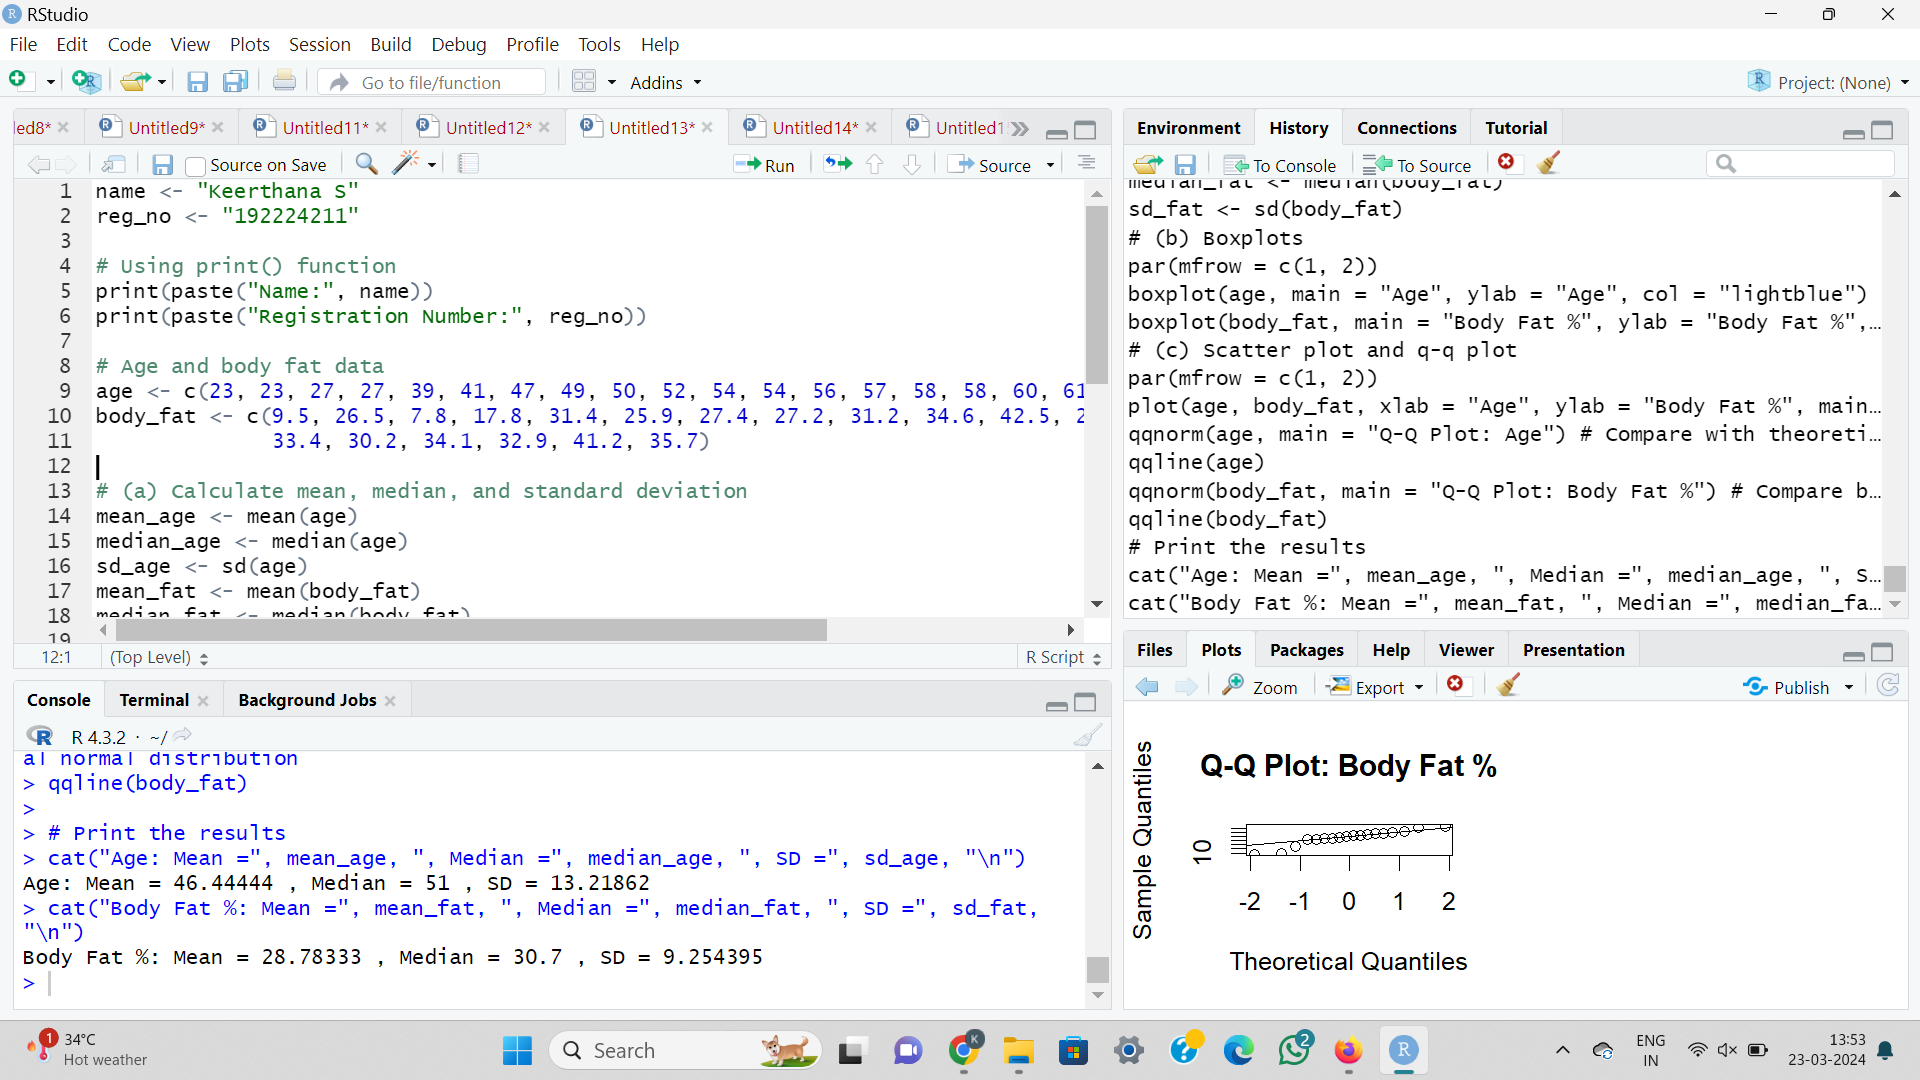 RStudio
File Edit Code View Plots Session Build Debug Profile Tools Help
Go to file/function Addins Project: (None)
led8* Untitled9* Untitled11* Untitled12* Untitled13* Untitled14* Untitled1
Source on Save Run Source
1 name <- "Keerthana S"
2 reg_no <- "192224211"
3
4 # Using print() function
5 print(paste("Name:", name))
6 print(paste("Registration Number:", reg_no))
7
8 # Age and body fat data
9 age <- c(23, 23, 27, 27, 39, 41, 47, 49, 50, 52, 54, 54, 56, 57, 58, 58, 60, 61
10 body_fat <- c(9.5, 26.5, 7.8, 17.8, 31.4, 25.9, 27.4, 27.2, 31.2, 34.6, 42.5, 2
11 33.4, 30.2, 34.1, 32.9, 41.2, 35.7)
12
13 # (a) Calculate mean, median, and standard deviation
14 mean_age <- mean(age)
15 median_age <- median(age)
16 sd_age <- sd(age)
17 mean_fat <- mean(body_fat)
18 median_fat <- median(body_fat)
19
12:1 (Top Level) R Script
Console Terminal Background Jobs
R 4.3.2 · ~/
al normal distribution
> qqline(body_fat)
>
> # Print the results
> cat("Age: Mean =", mean_age, ", Median =", median_age, ", SD =", sd_age, "\n")
Age: Mean = 46.44444 , Median = 51 , SD = 13.21862
> cat("Body Fat %: Mean =", mean_fat, ", Median =", median_fat, ", SD =", sd_fat,
"\n")
Body Fat %: Mean = 28.78333 , Median = 30.7 , SD = 9.254395
>
Environment History Connections Tutorial
To Console To Source
median_fat <- median(body_fat)
sd_fat <- sd(body_fat)
# (b) Boxplots
par(mfrow = c(1, 2))
boxplot(age, main = "Age", ylab = "Age", col = "lightblue")
boxplot(body_fat, main = "Body Fat %", ylab = "Body Fat %",…
# (c) Scatter plot and q-q plot
par(mfrow = c(1, 2))
plot(age, body_fat, xlab = "Age", ylab = "Body Fat %", main…
qqnorm(age, main = "Q-Q Plot: Age") # Compare with theoreti…
qqline(age)
qqnorm(body_fat, main = "Q-Q Plot: Body Fat %") # Compare b…
qqline(body_fat)
# Print the results
cat("Age: Mean =", mean_age, ", Median =", median_age, ", S…
cat("Body Fat %: Mean =", mean_fat, ", Median =", median_fa…
Files Plots Packages Help Viewer Presentation
Zoom Export Publish
Q-Q Plot: Body Fat %
Sample Quantiles
10
-2 -1 0 1 2
Theoretical Quantiles
1 34°C
Hot weather
Search
K
2
ENG
IN
13:53
23-03-2024